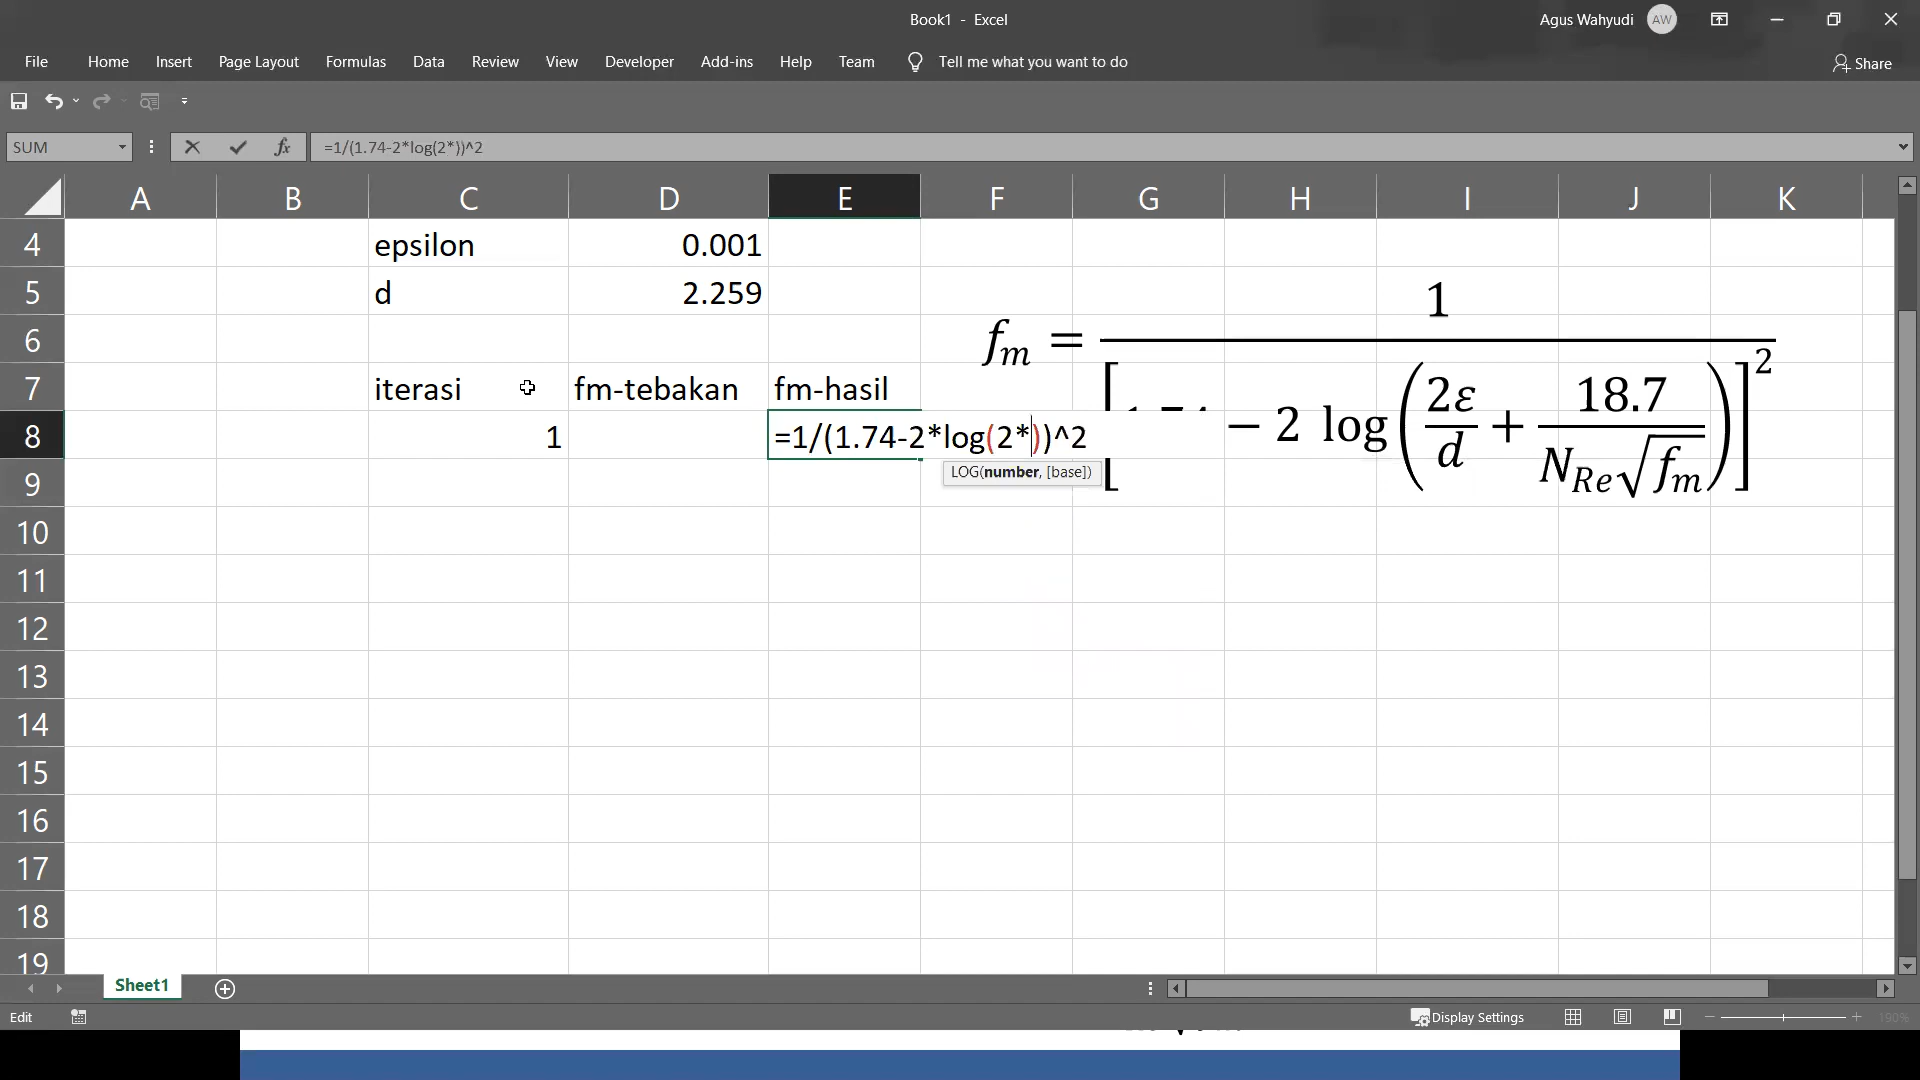 Book1 - Excel
Agus Wahyudi AW
File Home Insert Page Layout Formulas Data Review View Developer Add-ins Help Team Tell me what you want to do Share
SUM fx =1/(1.74-2*log(2*))^2
A B C D E F G H I J K
4 epsilon 0.001
5 d 2.259
6
7 iterasi fm-tebakan fm-hasil
8 1 =1/(1.74-2*log(2*))^2
LOG(number, [base])
fm = 1
− 2 log(2ε/d + 18.7/(NRe√fm))]2
9
10
11
12
13
14
15
16
17
18
19
Sheet1
Edit Display Settings 190%